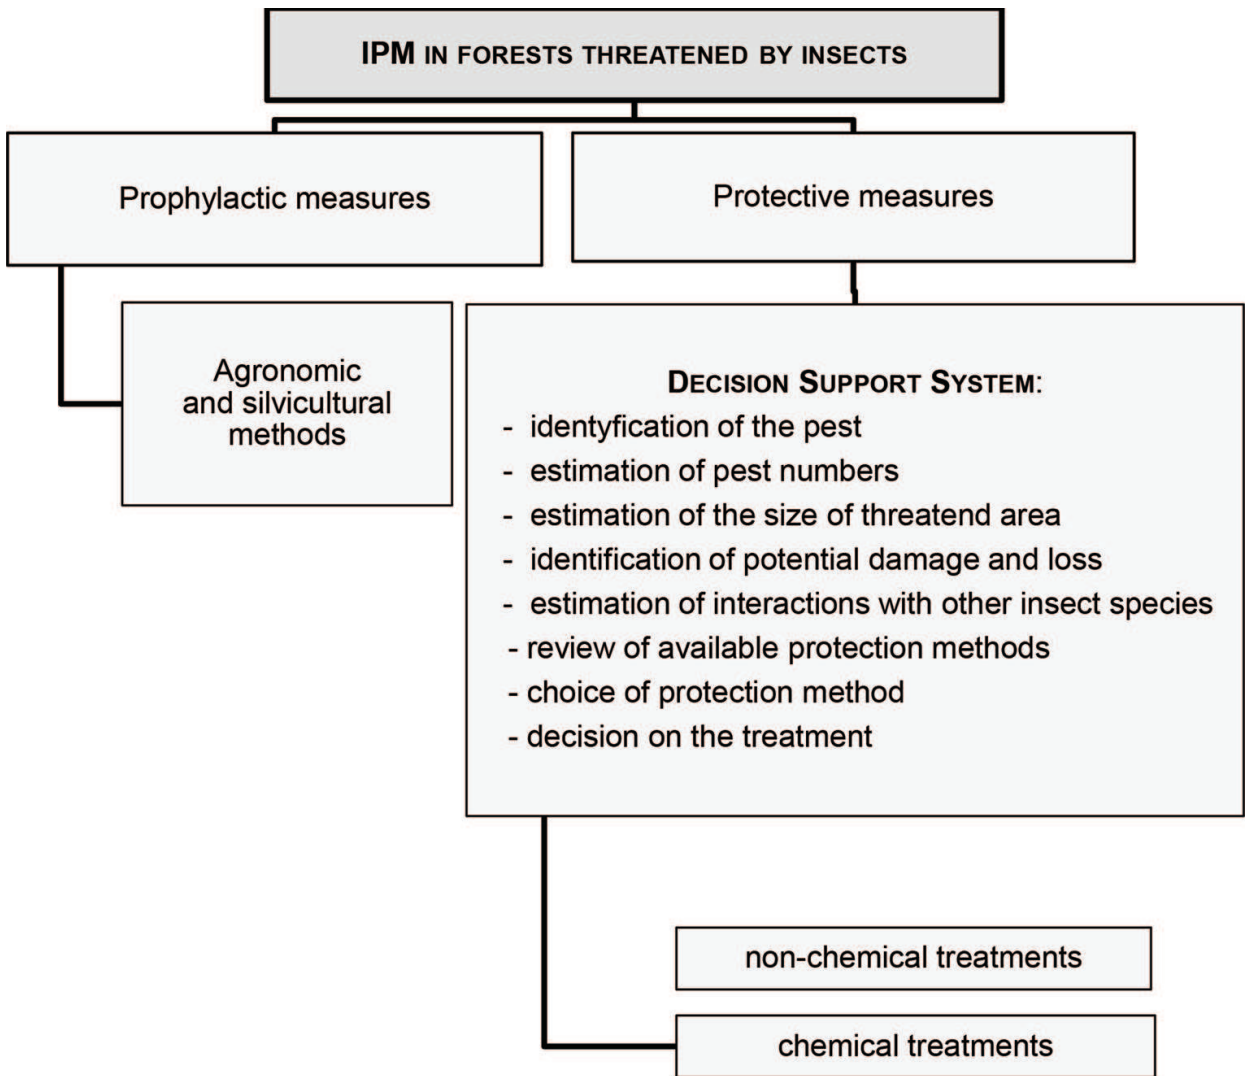 IPM IN FORESTS THREATENED BY INSECTS
Prophylactic measures
Protective measures
Agronomic
and silvicultural
methods
DECISION SUPPORT SYSTEM:
- identyfication of the pest
- estimation of pest numbers
- estimation of the size of threatend area
- identification of potential damage and loss
- estimation of interactions with other insect species
- review of available protection methods
- choice of protection method
- decision on the treatment
non-chemical treatments
chemical treatments